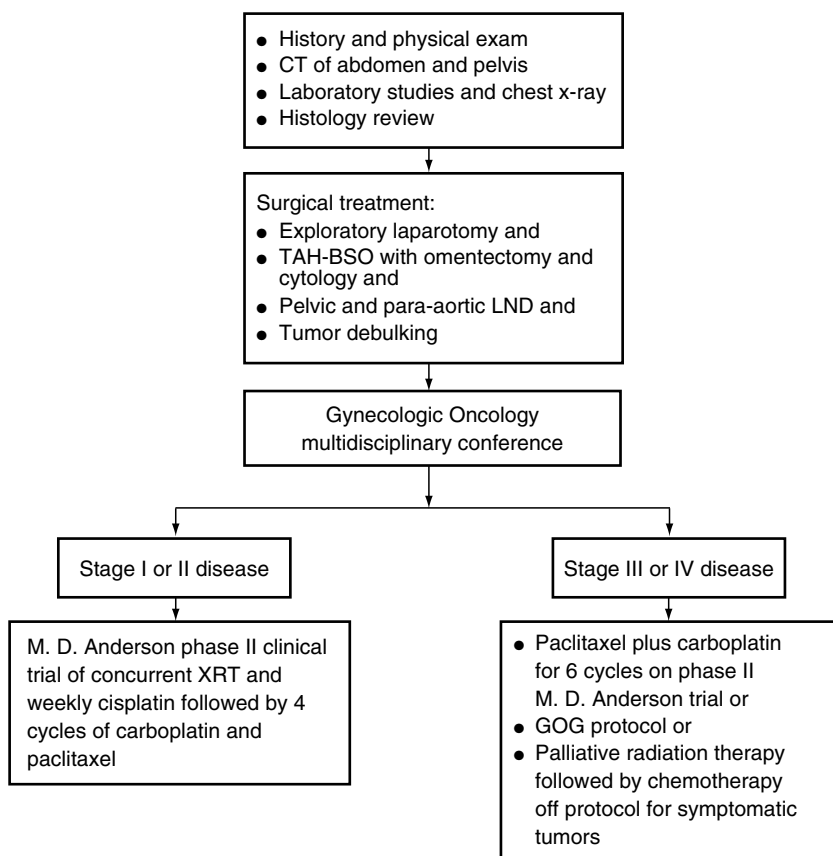 ● History and physical exam
● CT of abdomen and pelvis
● Laboratory studies and chest x-ray
● Histology review
Surgical treatment:
● Exploratory laparotomy and
● TAH-BSO with omentectomy and
cytology and
● Pelvic and para-aortic LND and
● Tumor debulking
Gynecologic Oncology
multidisciplinary conference
Stage I or II disease
M. D. Anderson phase II clinical
trial of concurrent XRT and
weekly cisplatin followed by 4
cycles of carboplatin and
paclitaxel
Stage III or IV disease
● Paclitaxel plus carboplatin
for 6 cycles on phase II
M. D. Anderson trial or
● GOG protocol or
● Palliative radiation therapy
followed by chemotherapy
off protocol for symptomatic
tumors